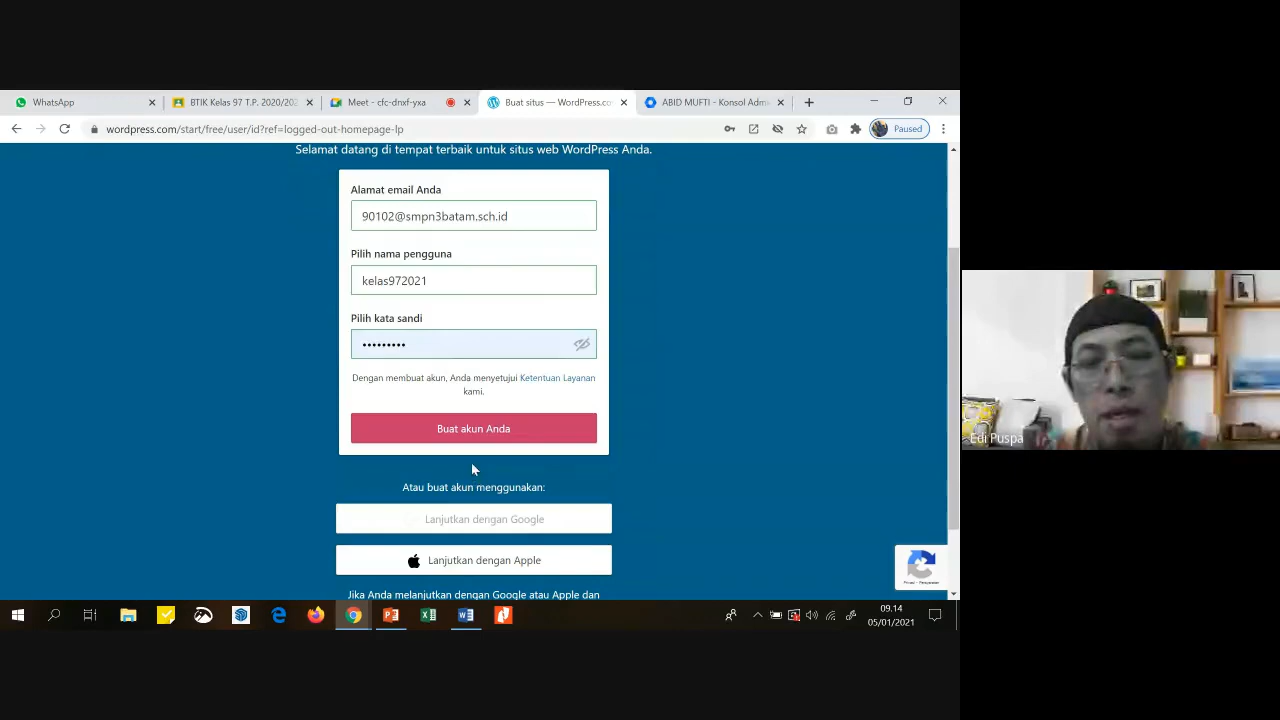 WhatsApp
BTIK Kelas 97 T.P. 2020/202
Meet - cfc-dnxf-yxa
Buat situs — WordPress.co
ABID MUFTI - Konsol Admi
wordpress.com/start/free/user/id?ref=logged-out-homepage-lp
Paused
Selamat datang di tempat terbaik untuk situs web WordPress Anda.
Alamat email Anda
90102@smpn3batam.sch.id
Pilih nama pengguna
kelas972021
Pilih kata sandi
•••••••••
Dengan membuat akun, Anda menyetujui Ketentuan Layanan
kami.
Buat akun Anda
Atau buat akun menggunakan:
Lanjutkan dengan Google
Lanjutkan dengan Apple
Privasi - Persyaratan
Jika Anda melanjutkan dengan Google atau Apple dan
09.14
05/01/2021
Edi Puspa